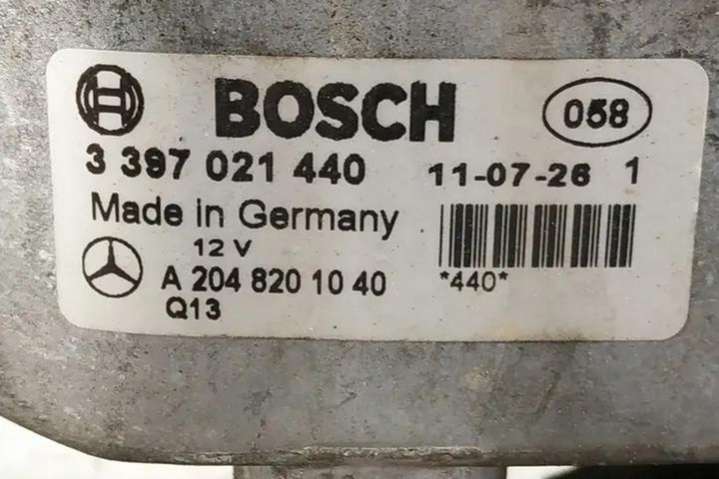 BOSCH 058
3 397 021 440 11-07-26 1
Made in Germany
12 V
A 204 820 10 40 *440*
Q13